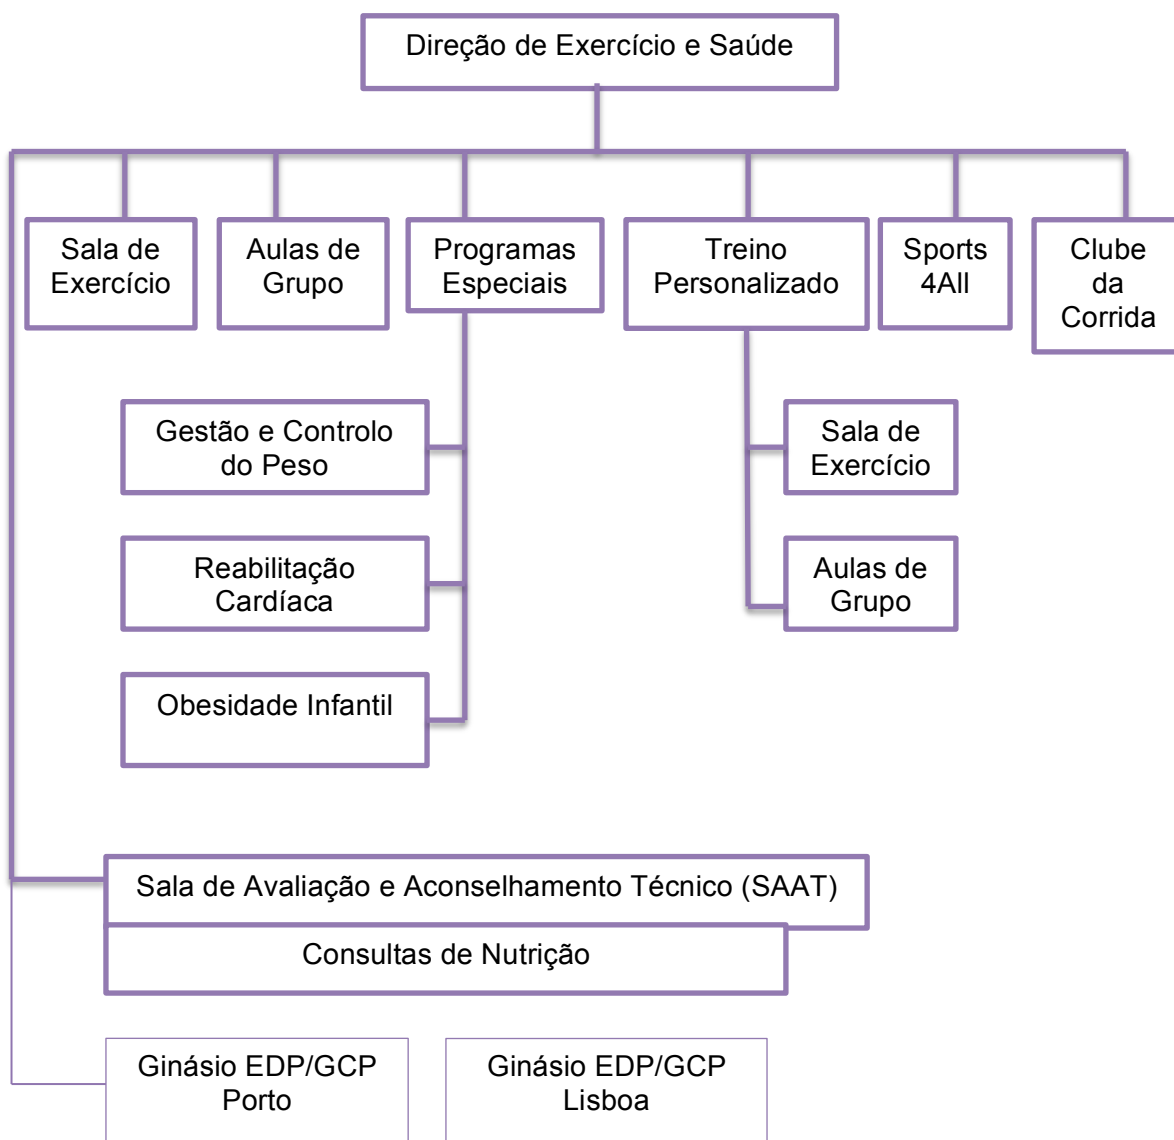 Direção de Exercício e Saúde
Sala de
Exercício
Aulas de
Grupo
Programas
Especiais
Treino
Personalizado
Sports
4All
Clube
da
Corrida
Gestão e Controlo
do Peso
Sala de
Exercício
Reabilitação
Cardíaca
Aulas de
Grupo
Obesidade Infantil
Sala de Avaliação e Aconselhamento Técnico (SAAT)
Consultas de Nutrição
Ginásio EDP/GCP
Porto
Ginásio EDP/GCP
Lisboa